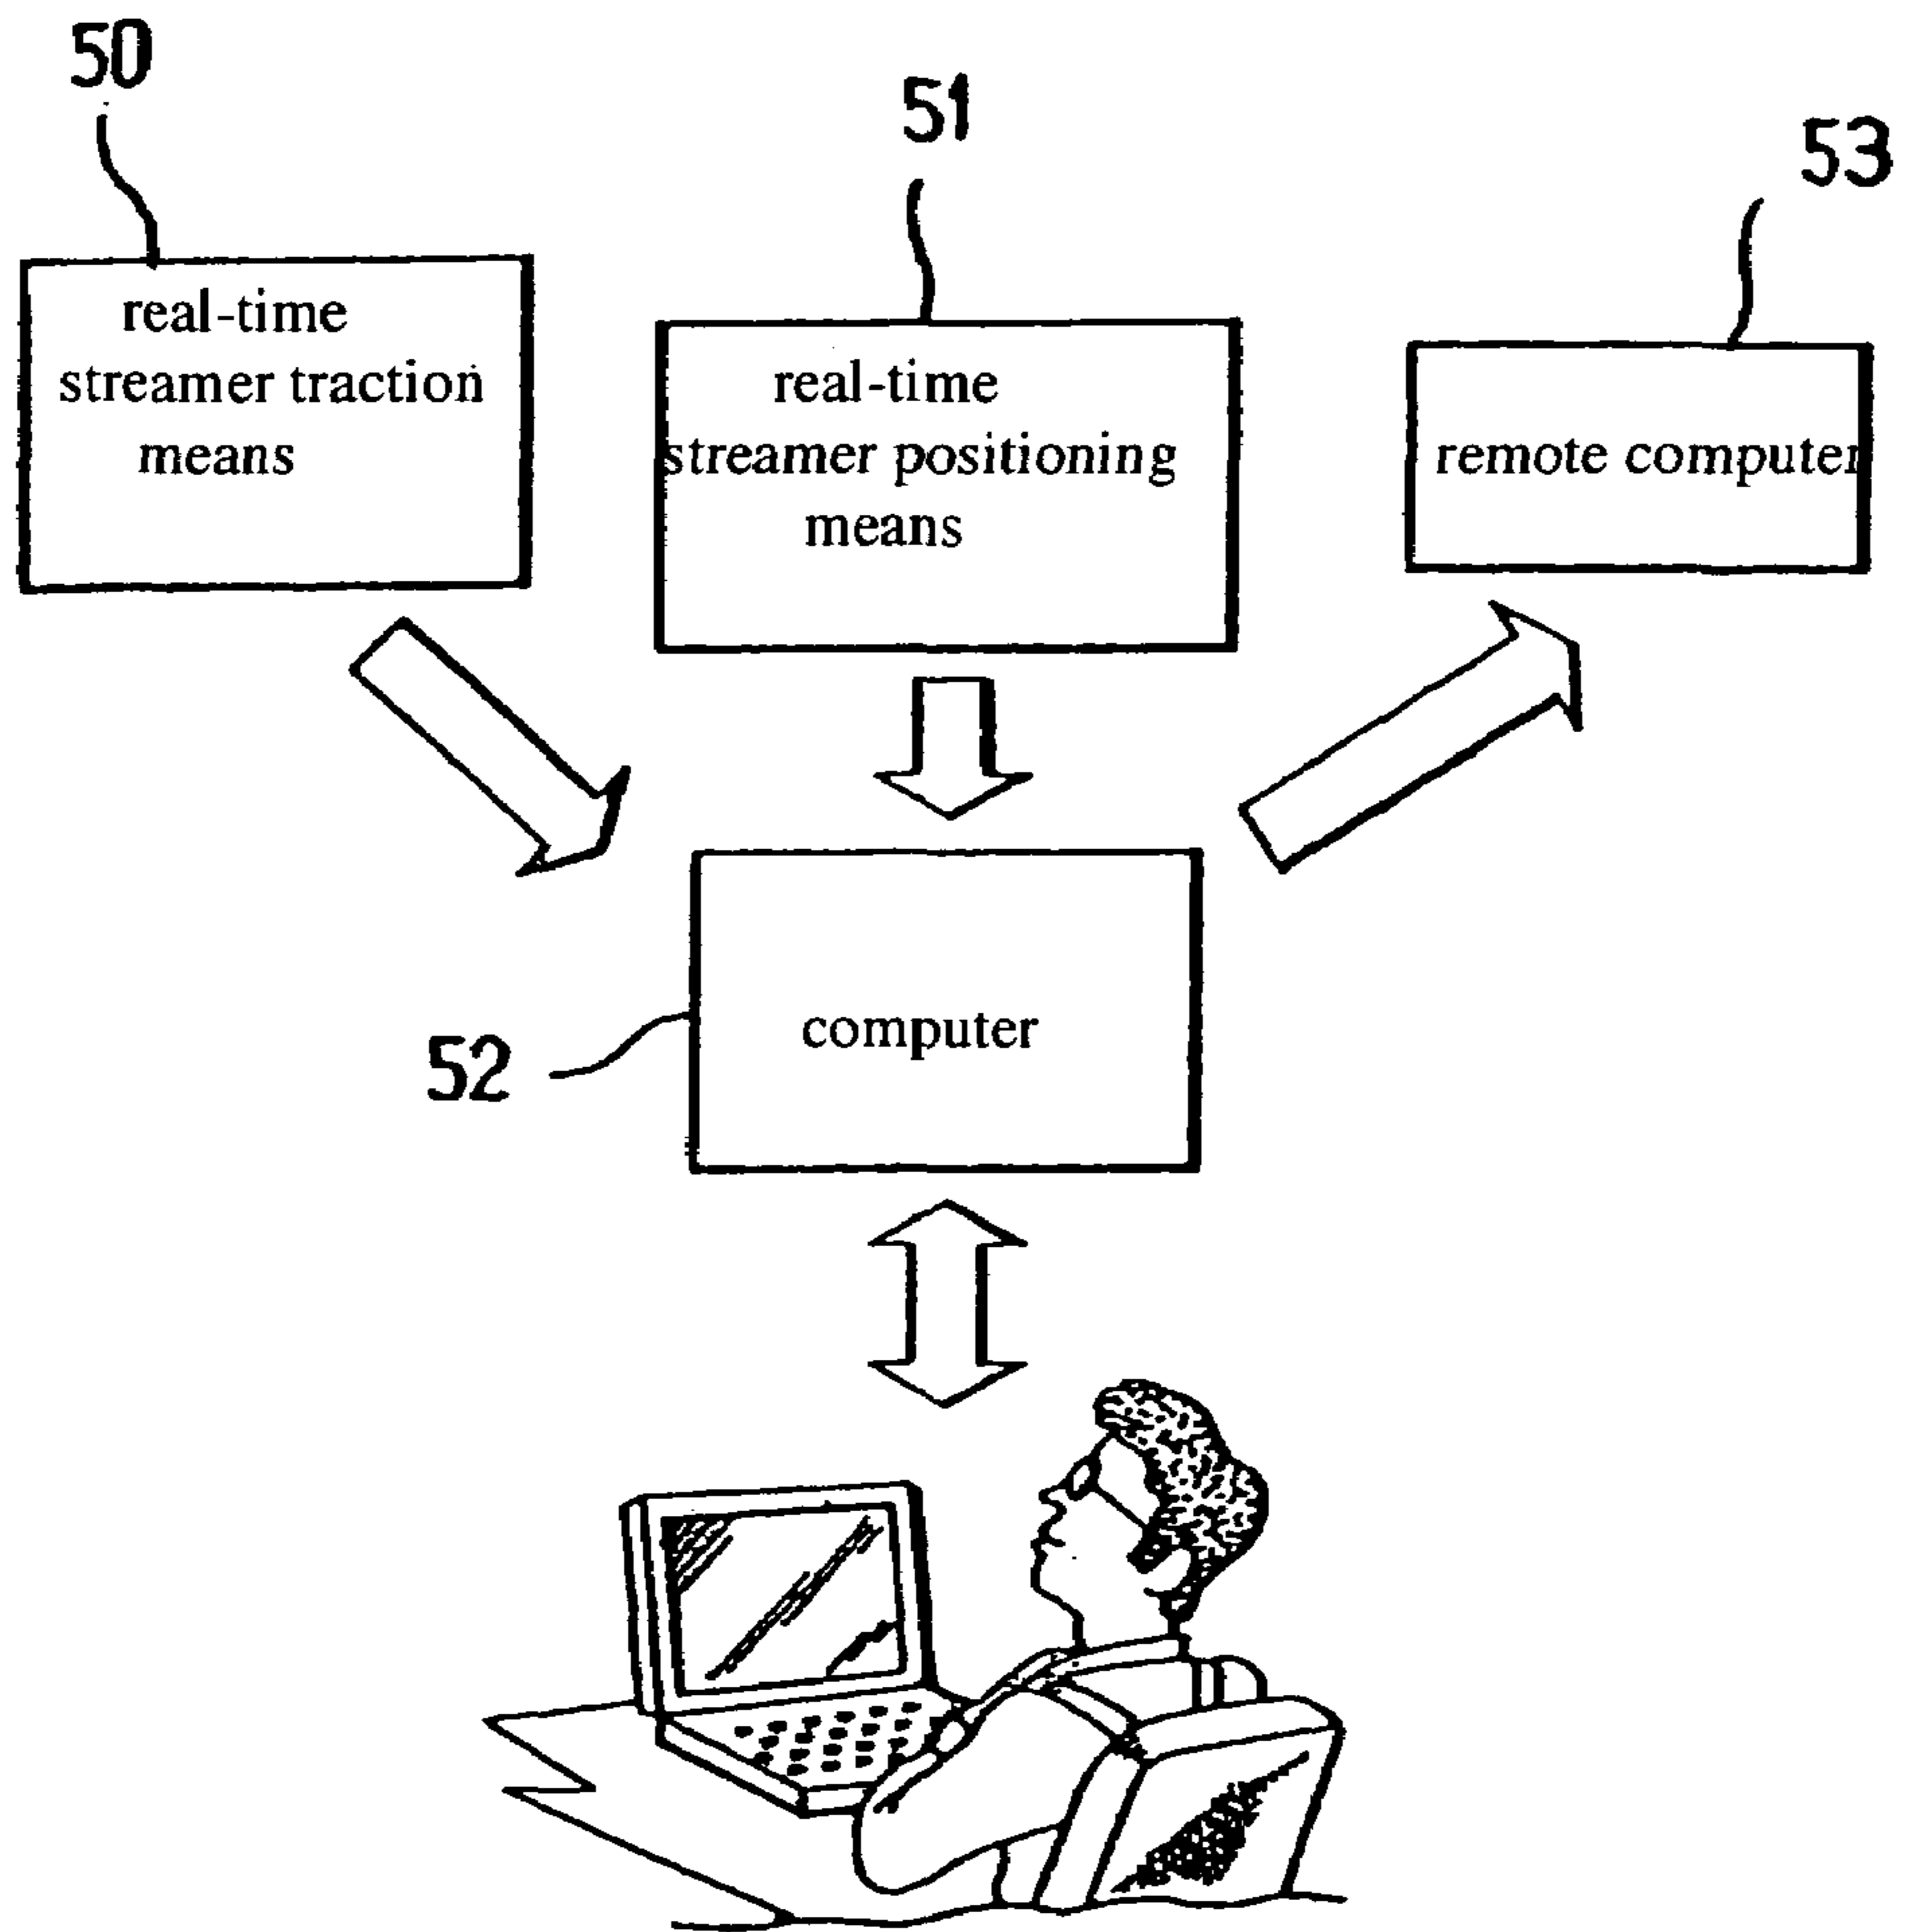 50
51
53
real-time
streamer traction
means
real-time
streamer positioning
means
remote computer
computer
52